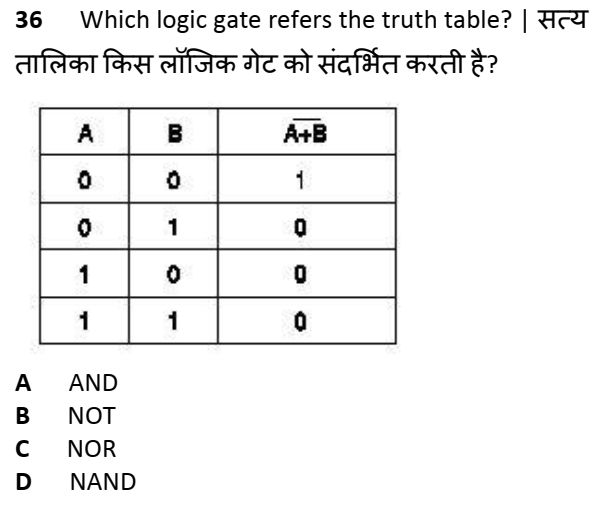 36 Which logic gate refers the truth table? | सत्य
तालिका किस लॉजिक गेट को संदर्भित करती है?
A B A̅+̅B̅
0 0 1
0 1 0
1 0 0
1 1 0
A AND
B NOT
C NOR
D NAND